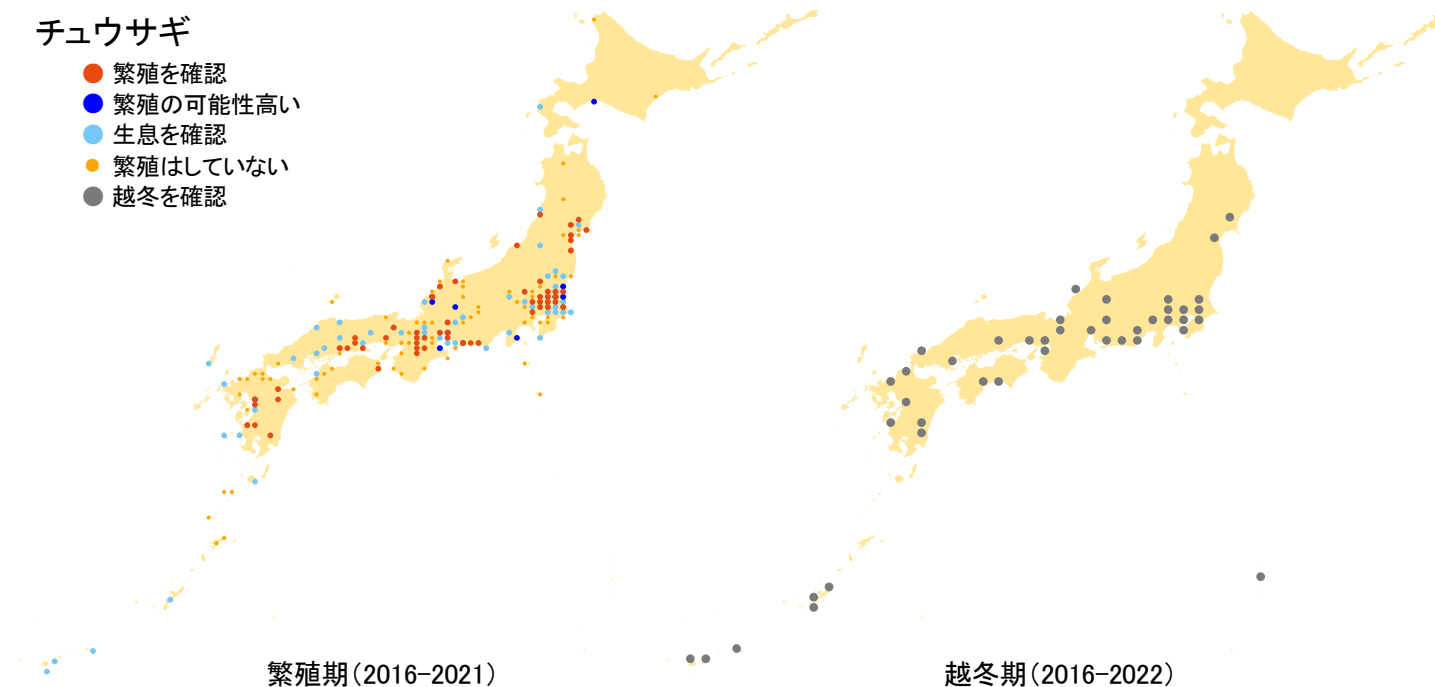 チュウサギ
繁殖を確認
繁殖の可能性高い
生息を確認
繁殖はしていない
越冬を確認
繁殖期（2016-2021）
越冬期（2016-2022）